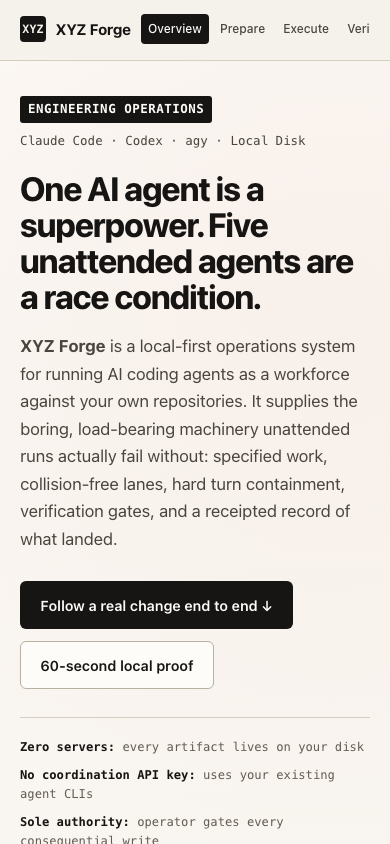 XYZ XYZ Forge Overview Prepare Execute Veri
ENGINEERING OPERATIONS
Claude Code · Codex · agy · Local Disk
One AI agent is a
superpower. Five
unattended agents are
a race condition.
XYZ Forge is a local-first operations system
for running AI coding agents as a workforce
against your own repositories. It supplies the
boring, load-bearing machinery unattended
runs actually fail without: specified work,
collision-free lanes, hard turn containment,
verification gates, and a receipted record of
what landed.
Follow a real change end to end ↓
60-second local proof
Zero servers: every artifact lives on your disk
No coordination API key: uses your existing
agent CLIs
Sole authority: operator gates every
consequential write